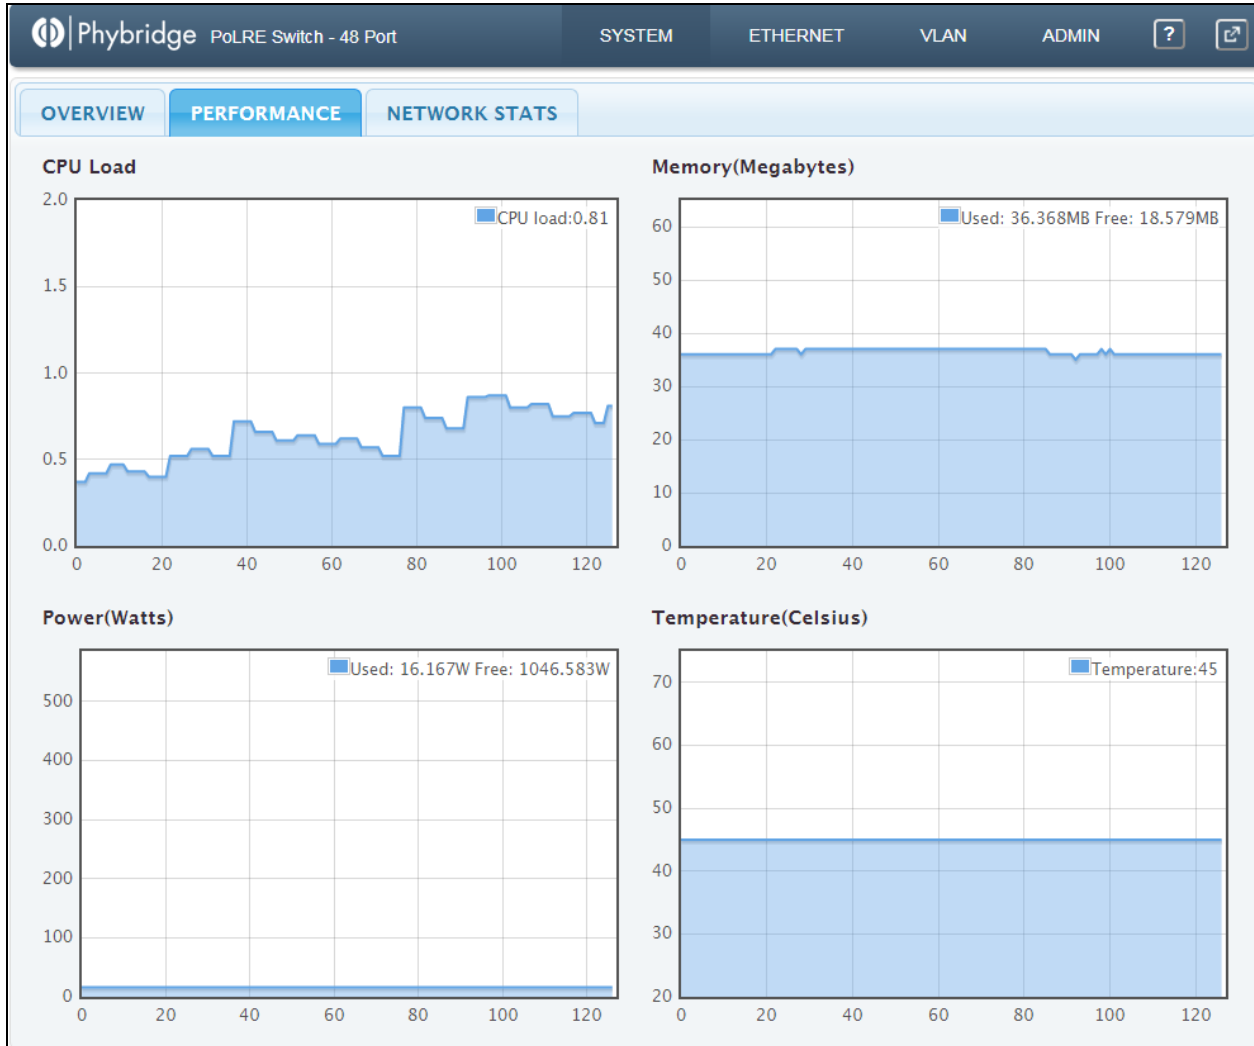 Phybridge PoLRE Switch - 48 Port SYSTEM ETHERNET VLAN ADMIN ?
OVERVIEW PERFORMANCE NETWORK STATS
CPU Load
2.0
1.5
1.0
0.5
0.0
CPU load:0.81
0 20 40 60 80 100 120
Memory(Megabytes)
60
50
40
30
20
10
0
Used: 36.368MB Free: 18.579MB
0 20 40 60 80 100 120
Power(Watts)
500
400
300
200
100
0
Used: 16.167W Free: 1046.583W
0 20 40 60 80 100 120
Temperature(Celsius)
70
60
50
40
30
20
Temperature:45
0 20 40 60 80 100 120